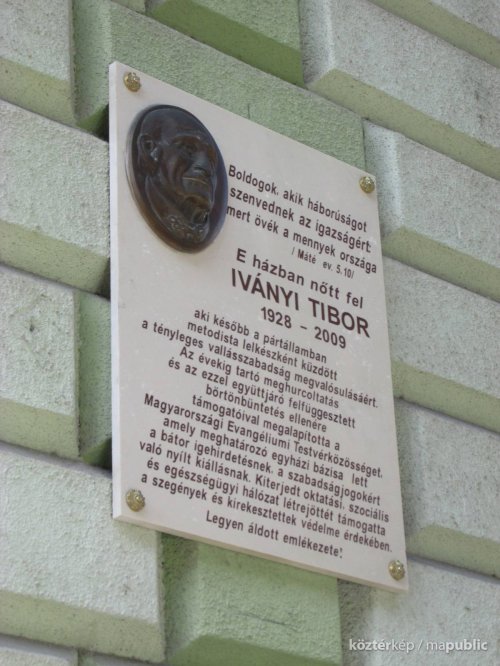 Boldogok, akik háborúságot
szenvednek az igazságért:
mert övék a mennyek országa
/Máté ev. 5.10/
E házban nőtt fel
IVÁNYI TIBOR
1928 - 2009
aki később a pártállamban
metodista lelkészként küzdött
a tényleges vallásszabadság megvalósulásáért.
Az évekig tartó meghurcoltatás
és az ezzel együttjáró felfüggesztett
börtönbüntetés ellenére
támogatóival megalapította a
Magyarországi Evangéliumi Testvérközösséget,
amely meghatározó egyházi bázisa lett
a bátor igehirdetésnek, a szabadságjogokért
való nyílt kiállásnak. Kiterjedt oktatási, szociális
és egészségügyi hálózat létrejöttét támogatta
a szegények és kirekesztettek védelme érdekében.
Legyen áldott emlékezete!
köztérkép / mapublic